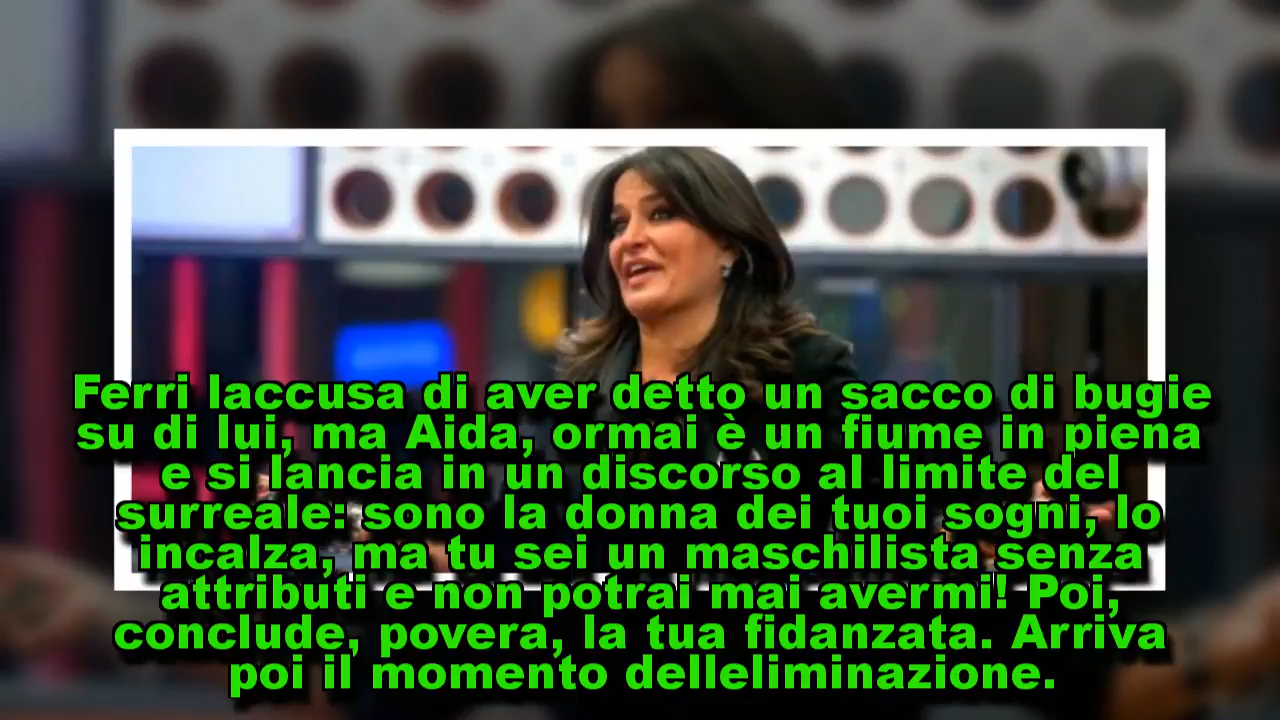 Ferri laccusa di aver detto un sacco di bugie
su di lui, ma Aida, ormai è un fiume in piena
e si lancia in un discorso al limite del
surreale: sono la donna dei tuoi sogni, lo
incalza, ma tu sei un maschilista senza
attributi e non potrai mai avermi! Poi,
conclude, povera, la tua fidanzata. Arriva
poi il momento delleliminazione.